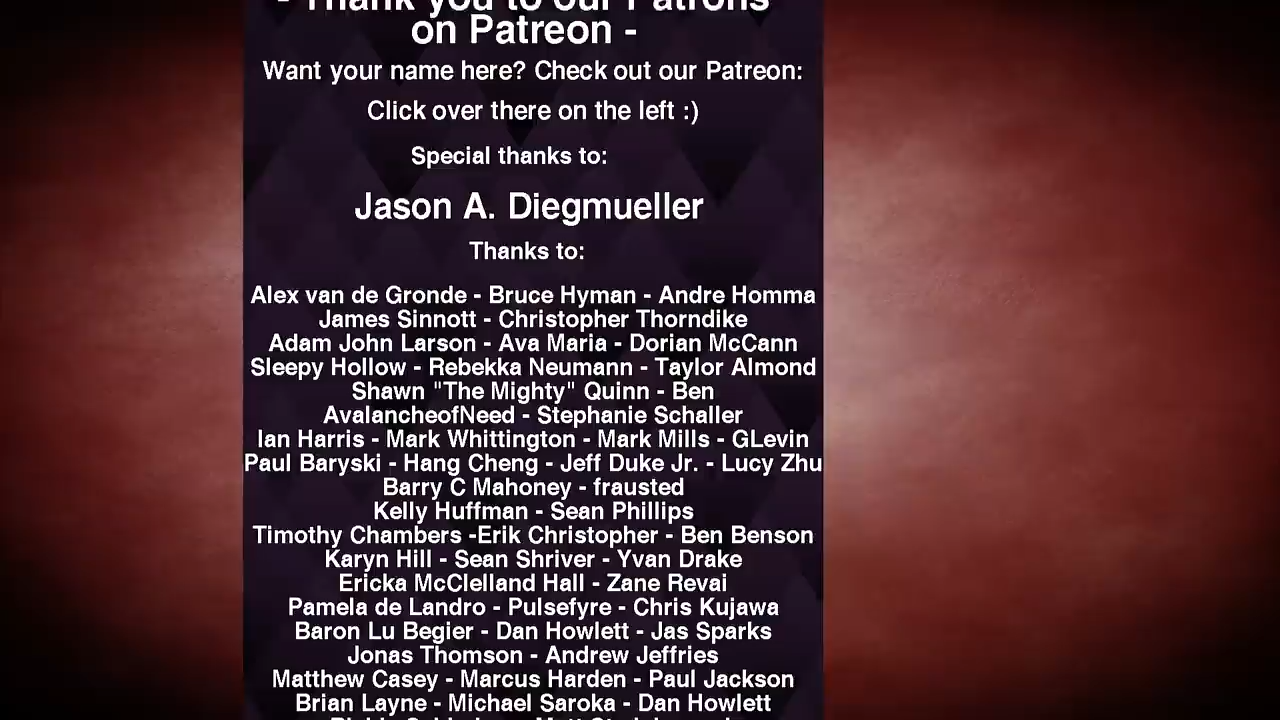 - Thank you to our Patrons
on Patreon -
Want your name here? Check out our Patreon:
Click over there on the left :)
Special thanks to:
Jason A. Diegmueller
Thanks to:
Alex van de Gronde - Bruce Hyman - Andre Homma
James Sinnott - Christopher Thorndike
Adam John Larson - Ava Maria - Dorian McCann
Sleepy Hollow - Rebekka Neumann - Taylor Almond
Shawn "The Mighty" Quinn - Ben
AvalancheofNeed - Stephanie Schaller
Ian Harris - Mark Whittington - Mark Mills - GLevin
Paul Baryski - Hang Cheng - Jeff Duke Jr. - Lucy Zhu
Barry C Mahoney - frausted
Kelly Huffman - Sean Phillips
Timothy Chambers -Erik Christopher - Ben Benson
Karyn Hill - Sean Shriver - Yvan Drake
Ericka McClelland Hall - Zane Revai
Pamela de Landro - Pulsefyre - Chris Kujawa
Baron Lu Begier - Dan Howlett - Jas Sparks
Jonas Thomson - Andrew Jeffries
Matthew Casey - Marcus Harden - Paul Jackson
Brian Layne - Michael Saroka - Dan Howlett